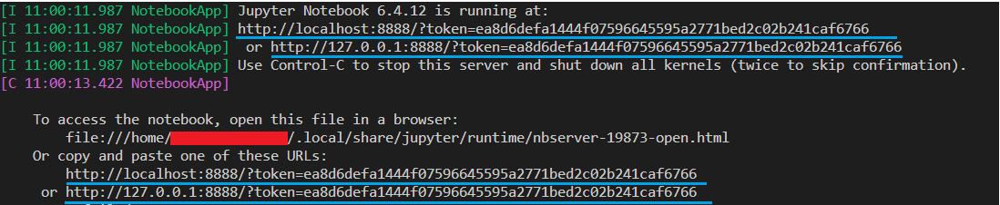 [I 11:00:11.987 NotebookApp] Jupyter Notebook 6.4.12 is running at:
[I 11:00:11.987 NotebookApp] http://localhost:8888/?token=ea8d6defa1444f07596645595a2771bed2c02b241caf6766
[I 11:00:11.987 NotebookApp]  or http://127.0.0.1:8888/?token=ea8d6defa1444f07596645595a2771bed2c02b241caf6766
[I 11:00:11.987 NotebookApp] Use Control-C to stop this server and shut down all kernels (twice to skip confirmation).
[C 11:00:13.422 NotebookApp]
To access the notebook, open this file in a browser:
file:///home/ /.local/share/jupyter/runtime/nbserver-19873-open.html
Or copy and paste one of these URLs:
http://localhost:8888/?token=ea8d6defa1444f07596645595a2771bed2c02b241caf6766
or http://127.0.0.1:8888/?token=ea8d6defa1444f07596645595a2771bed2c02b241caf6766